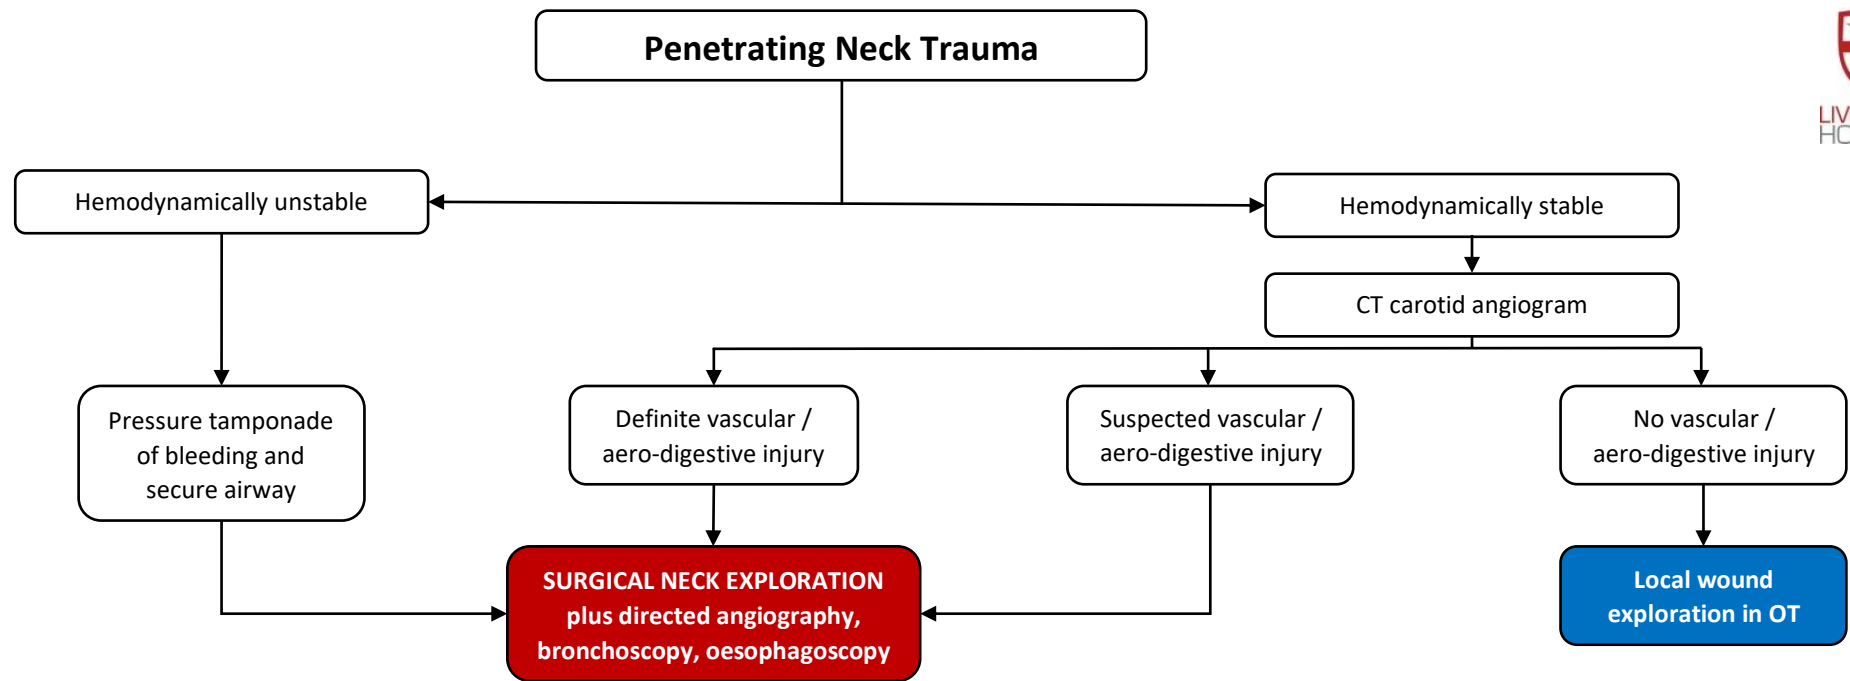 Penetrating Neck Trauma
LIV
HO
Hemodynamically unstable
Hemodynamically stable
CT carotid angiogram
Pressure tamponade
of bleeding and
secure airway
Definite vascular /
aero-digestive injury
Suspected vascular /
aero-digestive injury
No vascular /
aero-digestive injury
SURGICAL NECK EXPLORATION
plus directed angiography,
bronchoscopy, oesophagoscopy
Local wound
exploration in OT